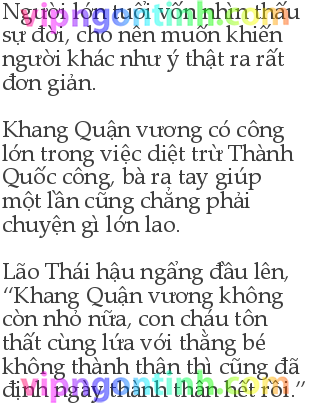 Người lớn tuổi vốn nhìn thấu
vipngontinh.com
sự đời, cho nên muốn khiến
người khác như ý thật ra rất
đơn giản.
Khang Quận vương có công
lớn trong việc diệt trừ Thành
Quốc công, bà ra tay giúp
một lần cũng chẳng phải
chuyện gì lớn lao.
Lão Thái hậu ngẩng đầu lên,
“Khang Quận vương không
còn nhỏ nữa, con cháu tôn
thất cùng lứa với thằng bé
không thành thân thì cũng đã
định ngày thành thân hết rồi.”
vipngontinh.com